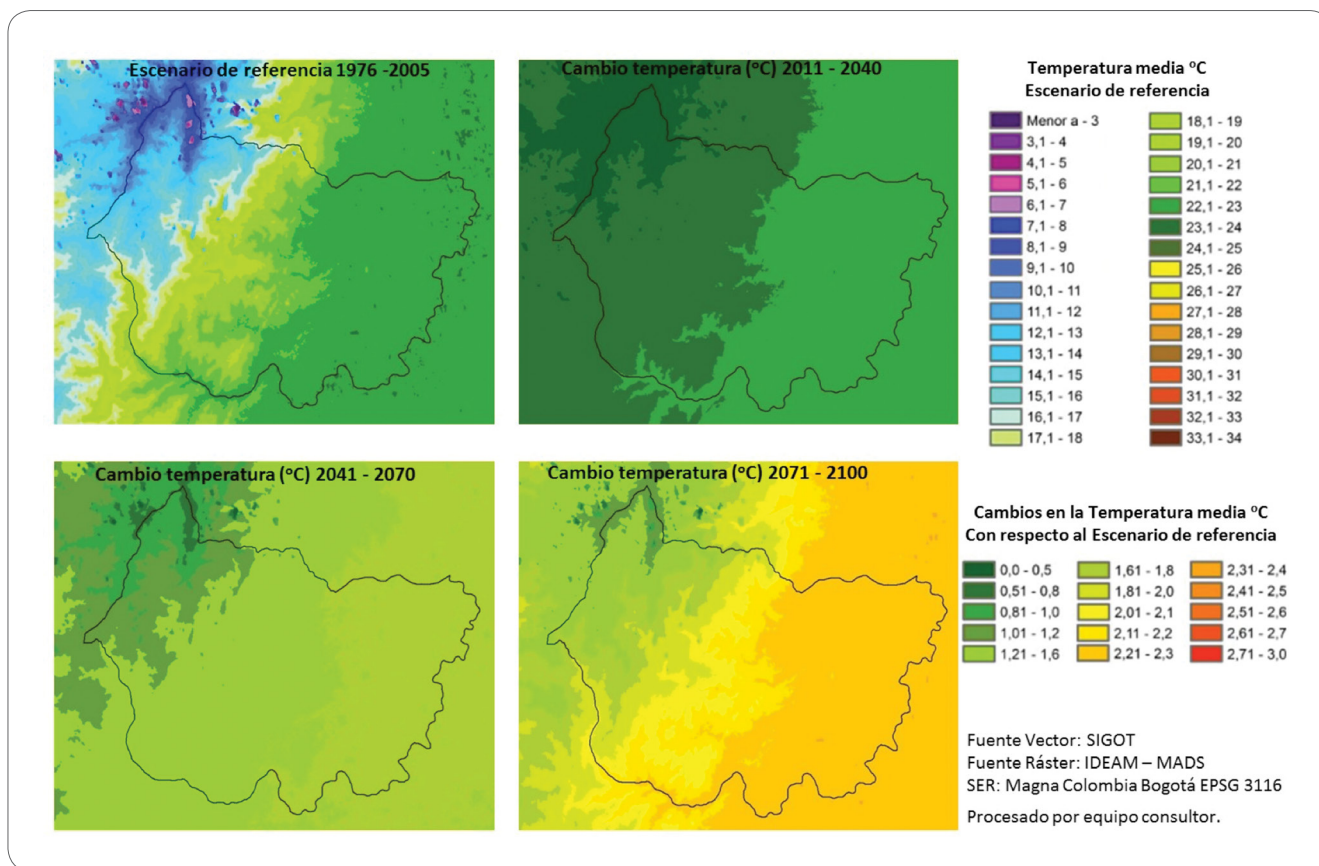 Escenario de referencia 1976 -2005
Cambio temperatura (ºC) 2011 - 2040
Cambio temperatura (ºC) 2041 - 2070
Cambio temperatura (ºC) 2071 - 2100
Temperatura media ºC
Escenario de referencia
Menor a - 3
3,1 - 4
4,1 - 5
5,1 - 6
6,1 - 7
7,1 - 8
8,1 - 9
9,1 - 10
10,1 - 11
11,1 - 12
12,1 - 13
13,1 - 14
14,1 - 15
15,1 - 16
16,1 - 17
17,1 - 18
18,1 - 19
19,1 - 20
20,1 - 21
21,1 - 22
22,1 - 23
23,1 - 24
24,1 - 25
25,1 - 26
26,1 - 27
27,1 - 28
28,1 - 29
29,1 - 30
30,1 - 31
31,1 - 32
32,1 - 33
33,1 - 34
Cambios en la Temperatura media ºC
Con respecto al Escenario de referencia
0,0 - 0,5
0,51 - 0,8
0,81 - 1,0
1,01 - 1,2
1,21 - 1,6
1,61 - 1,8
1,81 - 2,0
2,01 - 2,1
2,11 - 2,2
2,21 - 2,3
2,31 - 2,4
2,41 - 2,5
2,51 - 2,6
2,61 - 2,7
2,71 - 3,0
Fuente Vector: SIGOT
Fuente Ráster: IDEAM – MADS
SER: Magna Colombia Bogotá EPSG 3116
Procesado por equipo consultor.